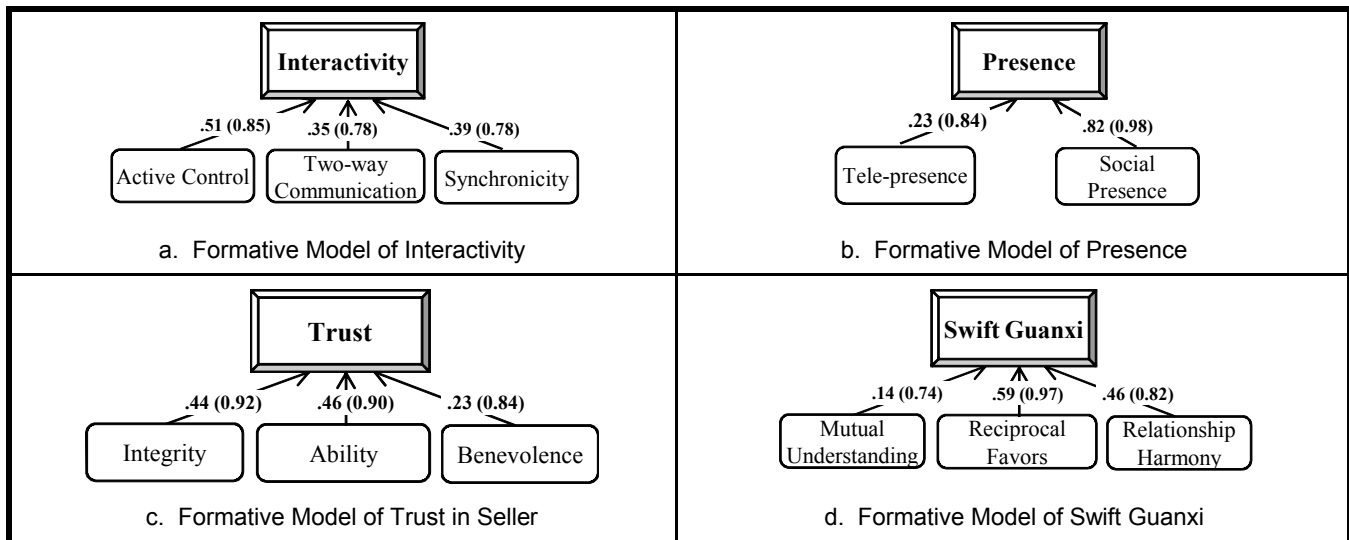 Interactivity
.51 (0.85)
.35 (0.78)
.39 (0.78)
Active Control
Two-way
Communication
Synchronicity
a. Formative Model of Interactivity
Presence
.23 (0.84)
.82 (0.98)
Tele-presence
Social
Presence
b. Formative Model of Presence
Trust
.44 (0.92)
.46 (0.90)
.23 (0.84)
Integrity
Ability
Benevolence
c. Formative Model of Trust in Seller
Swift Guanxi
.14 (0.74)
.59 (0.97)
.46 (0.82)
Mutual
Understanding
Reciprocal
Favors
Relationship
Harmony
d. Formative Model of Swift Guanxi